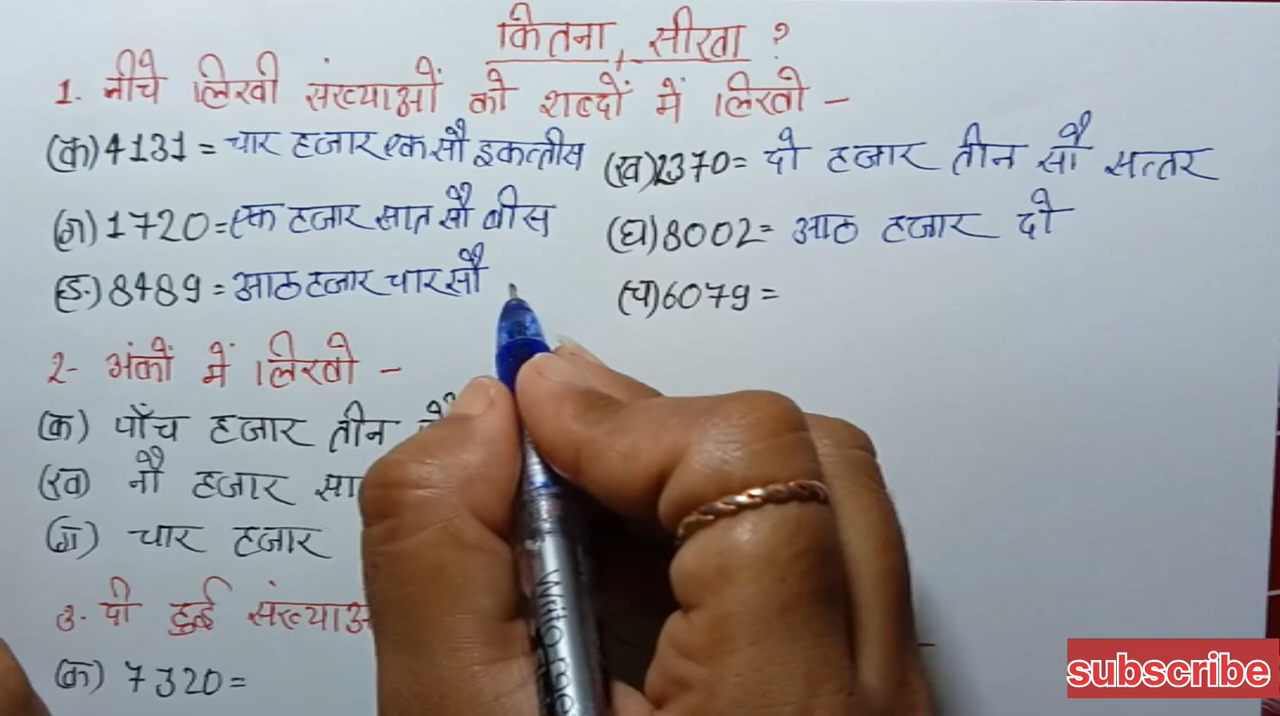 कितना सीखा ?
1. नीचे लिखी संख्याओं को शब्दों में लिखो -
(क) 4131 = चार हजार एक सौ इकत्तीस (ख) 2370 = दो हजार तीन सौ सत्तर
(ग) 1720 = एक हजार सात सौ बीस (घ) 8002 = आठ हजार दो
(ङ) 8489 = आठ हजार चार सौ (च) 6079 =
2- अंकों में लिखो -
(क) पाँच हजार तीन
(ख) नौ हजार सा
(ग) चार हजार
3. दी हुई संख्याओ
(क) 7320 =
subscribe